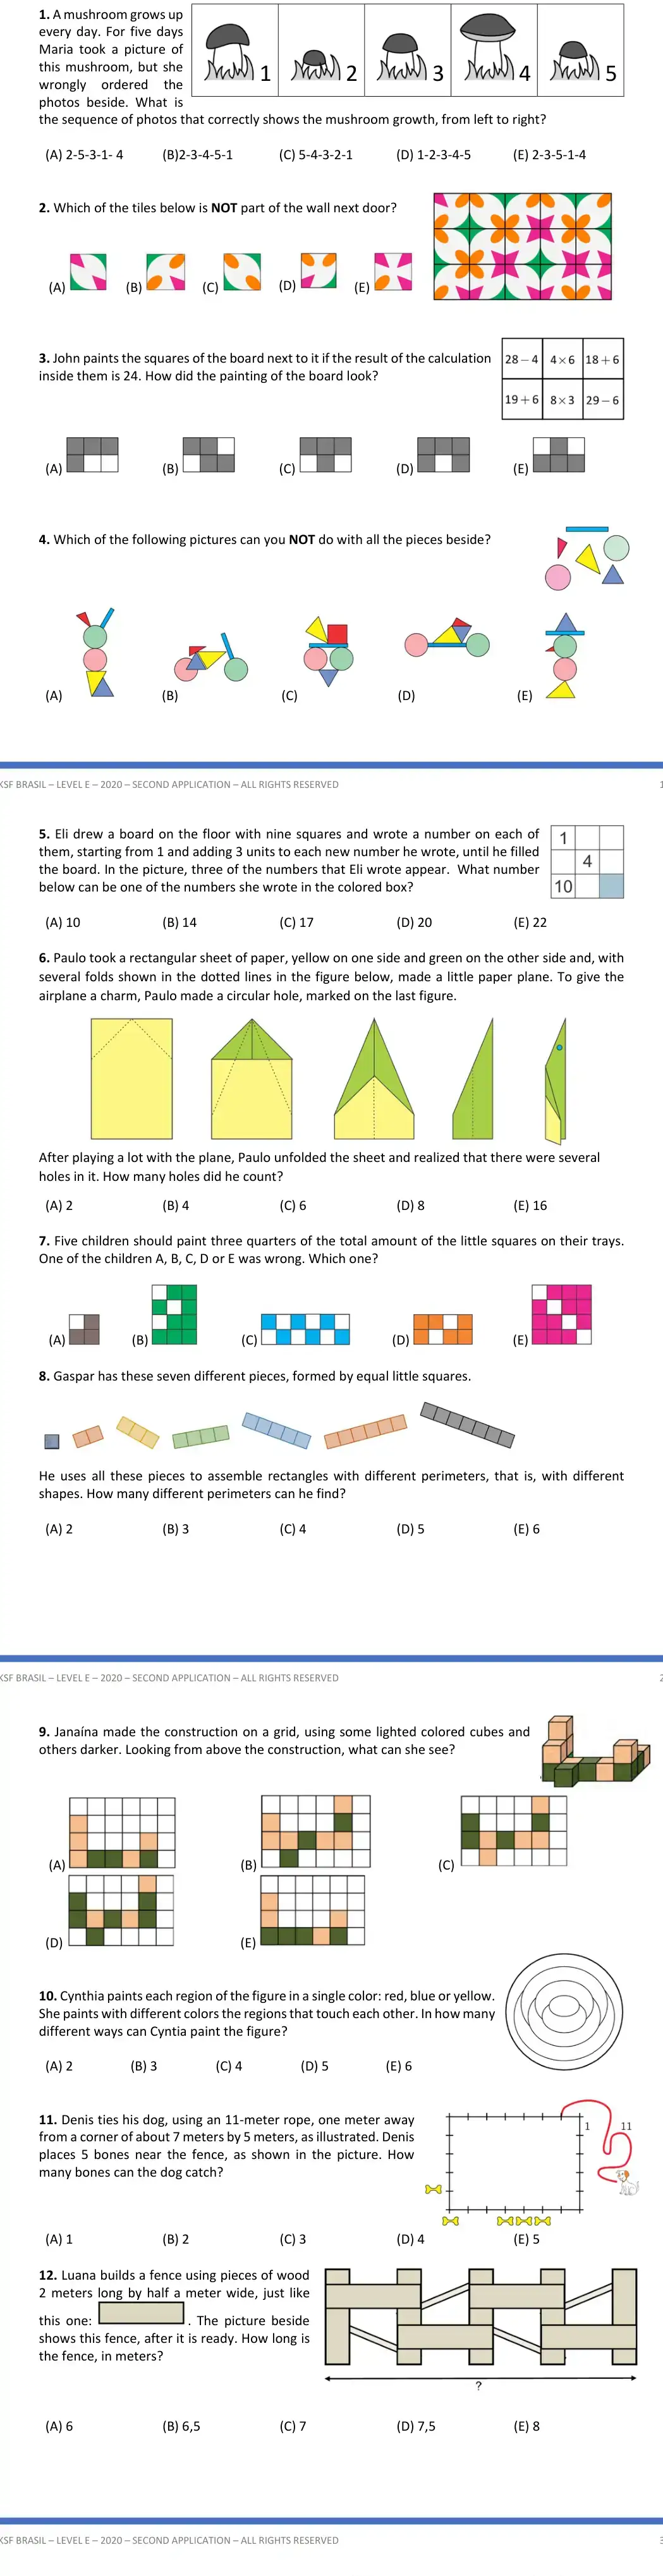 1. A mushroom grows up
every day. For five days
Maria took a picture of
this mushroom, but she
wrongly ordered the
photos beside. What is
the sequence of photos that correctly shows the mushroom growth, from left to right?
1 2 3 4 5
(A) 2-5-3-1- 4 (B)2-3-4-5-1 (C) 5-4-3-2-1 (D) 1-2-3-4-5 (E) 2-3-5-1-4
2. Which of the tiles below is NOT part of the wall next door?
(A) (B) (C) (D) (E)
3. John paints the squares of the board next to it if the result of the calculation
inside them is 24. How did the painting of the board look?
28 − 4 4 × 6 18 + 6
19 + 6 8 × 3 29 − 6
(A) (B) (C) (D) (E)
4. Which of the following pictures can you NOT do with all the pieces beside?
(A) (B) (C) (D) (E)
KSF BRASIL – LEVEL E – 2020 – SECOND APPLICATION – ALL RIGHTS RESERVED 1
5. Eli drew a board on the floor with nine squares and wrote a number on each of
them, starting from 1 and adding 3 units to each new number he wrote, until he filled
the board. In the picture, three of the numbers that Eli wrote appear. What number
below can be one of the numbers she wrote in the colored box?
1
4
10
(A) 10 (B) 14 (C) 17 (D) 20 (E) 22
6. Paulo took a rectangular sheet of paper, yellow on one side and green on the other side and, with
several folds shown in the dotted lines in the figure below, made a little paper plane. To give the
airplane a charm, Paulo made a circular hole, marked on the last figure.
After playing a lot with the plane, Paulo unfolded the sheet and realized that there were several
holes in it. How many holes did he count?
(A) 2 (B) 4 (C) 6 (D) 8 (E) 16
7. Five children should paint three quarters of the total amount of the little squares on their trays.
One of the children A, B, C, D or E was wrong. Which one?
(A) (B) (C) (D) (E)
8. Gaspar has these seven different pieces, formed by equal little squares.
He uses all these pieces to assemble rectangles with different perimeters, that is, with different
shapes. How many different perimeters can he find?
(A) 2 (B) 3 (C) 4 (D) 5 (E) 6
KSF BRASIL – LEVEL E – 2020 – SECOND APPLICATION – ALL RIGHTS RESERVED 2
9. Janaína made the construction on a grid, using some lighted colored cubes and
others darker. Looking from above the construction, what can she see?
(A) (B) (C)
(D) (E)
10. Cynthia paints each region of the figure in a single color: red, blue or yellow.
She paints with different colors the regions that touch each other. In how many
different ways can Cyntia paint the figure?
(A) 2 (B) 3 (C) 4 (D) 5 (E) 6
11. Denis ties his dog, using an 11-meter rope, one meter away
from a corner of about 7 meters by 5 meters, as illustrated. Denis
places 5 bones near the fence, as shown in the picture. How
many bones can the dog catch?
1 11
(A) 1 (B) 2 (C) 3 (D) 4 (E) 5
12. Luana builds a fence using pieces of wood
2 meters long by half a meter wide, just like
this one: . The picture beside
shows this fence, after it is ready. How long is
the fence, in meters?
?
(A) 6 (B) 6,5 (C) 7 (D) 7,5 (E) 8
KSF BRASIL – LEVEL E – 2020 – SECOND APPLICATION – ALL RIGHTS RESERVED 3